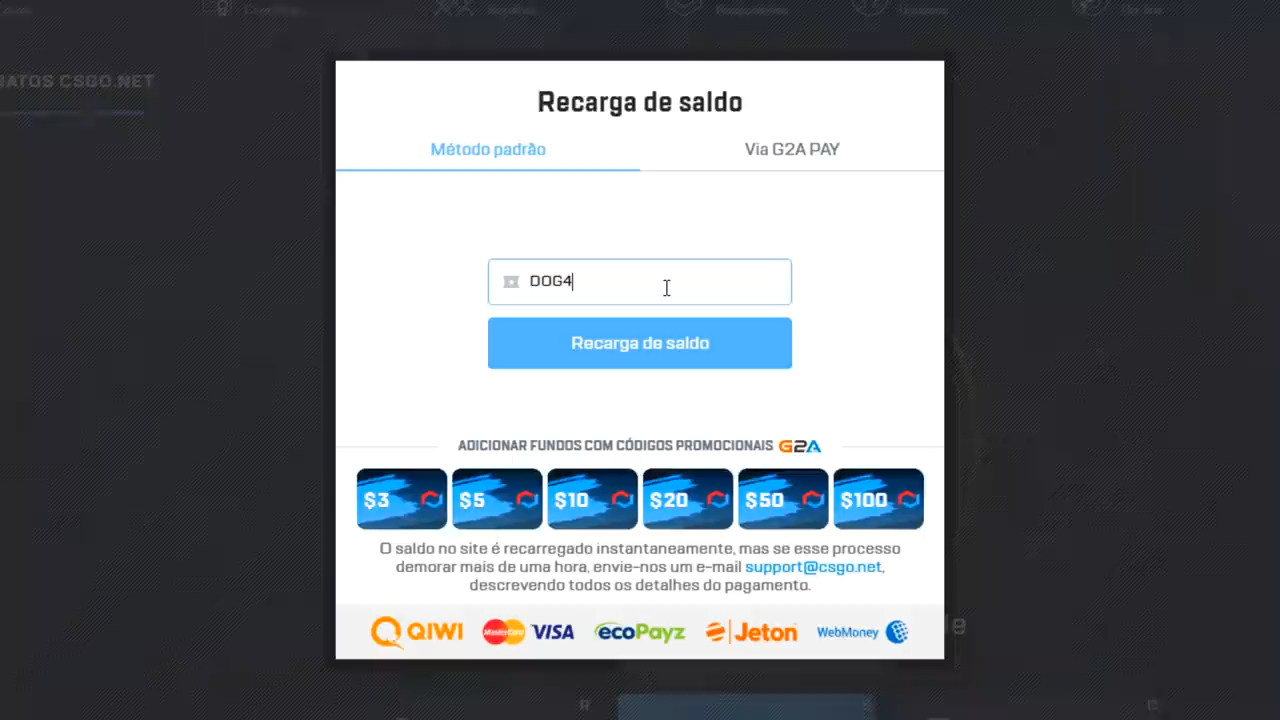 CSGO.NET
Recarga de saldo
Método padrão
Via G2A PAY
DOG4
Recarga de saldo
ADICIONAR FUNDOS COM CÓDIGOS PROMOCIONAIS G2A
$3
$5
$10
$20
$50
$100
O saldo no site é recarregado instantaneamente, mas se esse processo
demorar mais de uma hora, envie-nos um e-mail support@csgo.net,
descrevendo todos os detalhes do pagamento.
QIWI MasterCard VISA ecoPayz Jeton WebMoney